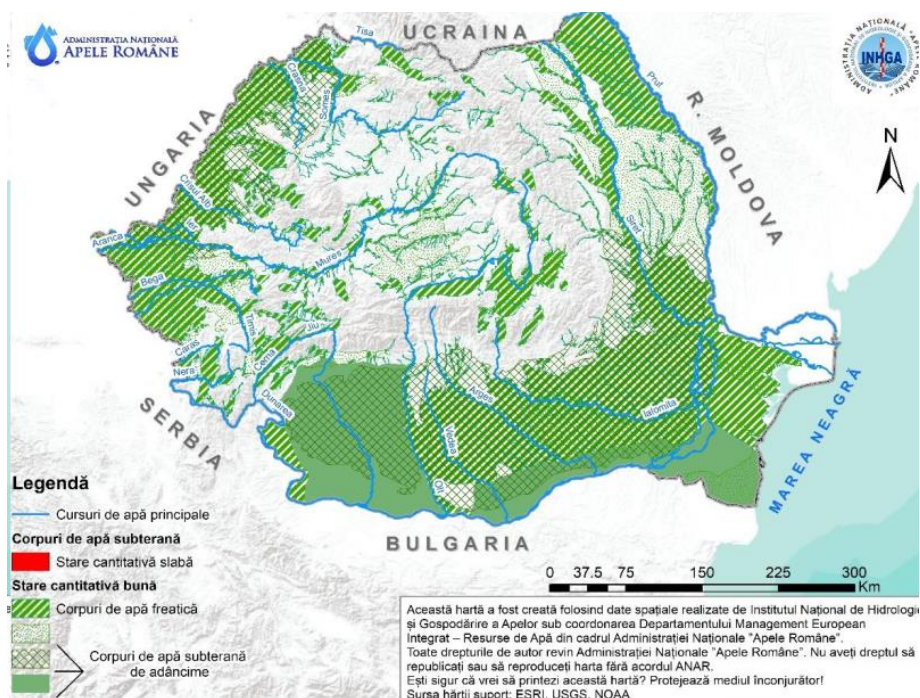 ADMINISTRAȚIA NAȚIONALĂ
APELE ROMÂNE
UCRAINA
ADMINISTRAȚIA NAȚIONALĂ "APELE ROMÂNE"
INHGA
Tisa
Crasna
Someș
Prut
R. MOLDOVA
N
UNGARIA
Crișul Alb
Ier
Aranca
Mureș
Siret
Bega
Timiș
Caraș
Nera
Cerna
Jiu
Dunărea
Argeș
Vedea
Olt
Ialomița
SERBIA
MAREA NEAGRĂ
BULGARIA
Legendă
Cursuri de apă principale
Corpuri de apă subterană
Stare cantitativă slabă
Stare cantitativă bună
Corpuri de apă freatică
Corpuri de apă subterană
de adâncime
0 37.5 75 150 225 300
Km
Această hartă a fost creată folosind date spațiale realizate de Institutul Național de Hidrologie
și Gospodărire a Apelor sub coordonarea Departamentului Management European
Integrat – Resurse de Apă din cadrul Administrației Naționale "Apele Române".
Toate drepturile de autor revin Administrației Naționale "Apele Române". Nu aveți dreptul să
republicați sau să reproduceți harta fără acordul ANAR.
Ești sigur că vrei să printezi această hartă? Protejează mediul înconjurător!
Sursa hărții suport: ESRI, USGS, NOAA